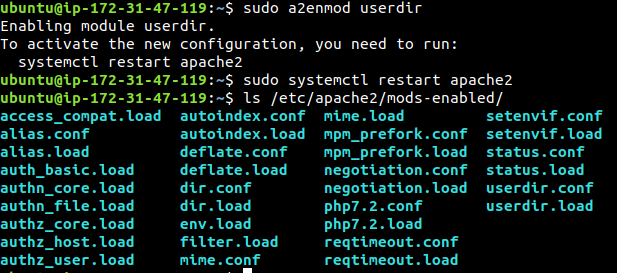 ubuntu@ip-172-31-47-119:~$ sudo a2enmod userdir
Enabling module userdir.
To activate the new configuration, you need to run:
  systemctl restart apache2
ubuntu@ip-172-31-47-119:~$ sudo systemctl restart apache2
ubuntu@ip-172-31-47-119:~$ ls /etc/apache2/mods-enabled/
access_compat.load  autoindex.conf  mime.load         setenvif.conf
alias.conf          autoindex.load  mpm_prefork.conf  setenvif.load
alias.load          deflate.conf    mpm_prefork.load  status.conf
auth_basic.load     deflate.load    negotiation.conf  status.load
authn_core.load     dir.conf        negotiation.load  userdir.conf
authn_file.load     dir.load        php7.2.conf       userdir.load
authz_core.load     env.load        php7.2.load
authz_host.load     filter.load     reqtimeout.conf
authz_user.load     mime.conf       reqtimeout.load